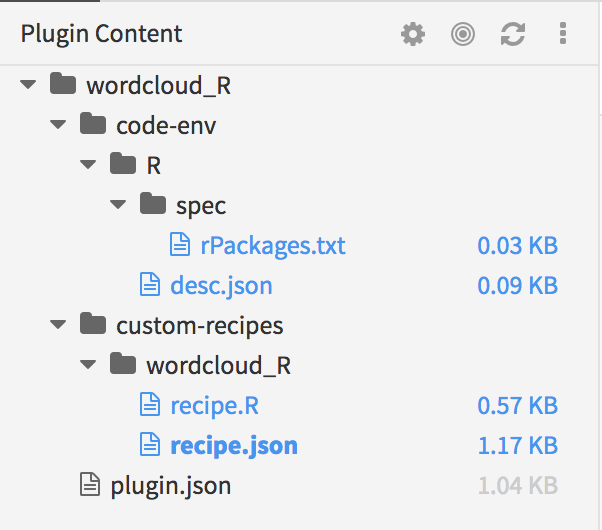 Plugin Content
wordcloud_R
code-env
R
spec
rPackages.txt 0.03 KB
desc.json 0.09 KB
custom-recipes
wordcloud_R
recipe.R 0.57 KB
recipe.json 1.17 KB
plugin.json 1.04 KB